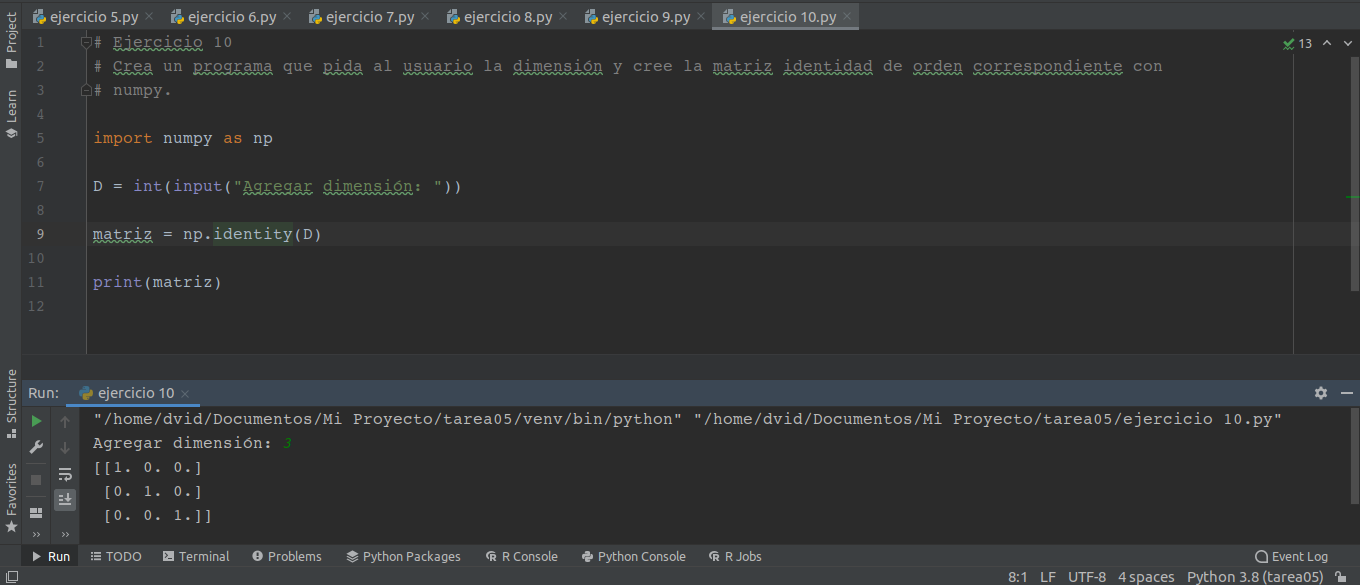 ejercicio 5.py ejercicio 6.py ejercicio 7.py ejercicio 8.py ejercicio 9.py ejercicio 10.py
Project
Learn
Structure
Favorites
13
1 # Ejercicio 10
2 # Crea un programa que pida al usuario la dimensión y cree la matriz identidad de orden correspondiente con
3 # numpy.
4
5 import numpy as np
6
7 D = int(input("Agregar dimensión: "))
8
9 matriz = np.identity(D)
10
11 print(matriz)
12
Run: ejercicio 10
"/home/dvid/Documentos/Mi Proyecto/tarea05/venv/bin/python" "/home/dvid/Documentos/Mi Proyecto/tarea05/ejercicio 10.py"
Agregar dimensión: 3
[[1. 0. 0.]
[0. 1. 0.]
[0. 0. 1.]]
Run TODO Terminal Problems Python Packages R Console Python Console R Jobs Event Log
8:1 LF UTF-8 4 spaces Python 3.8 (tarea05)